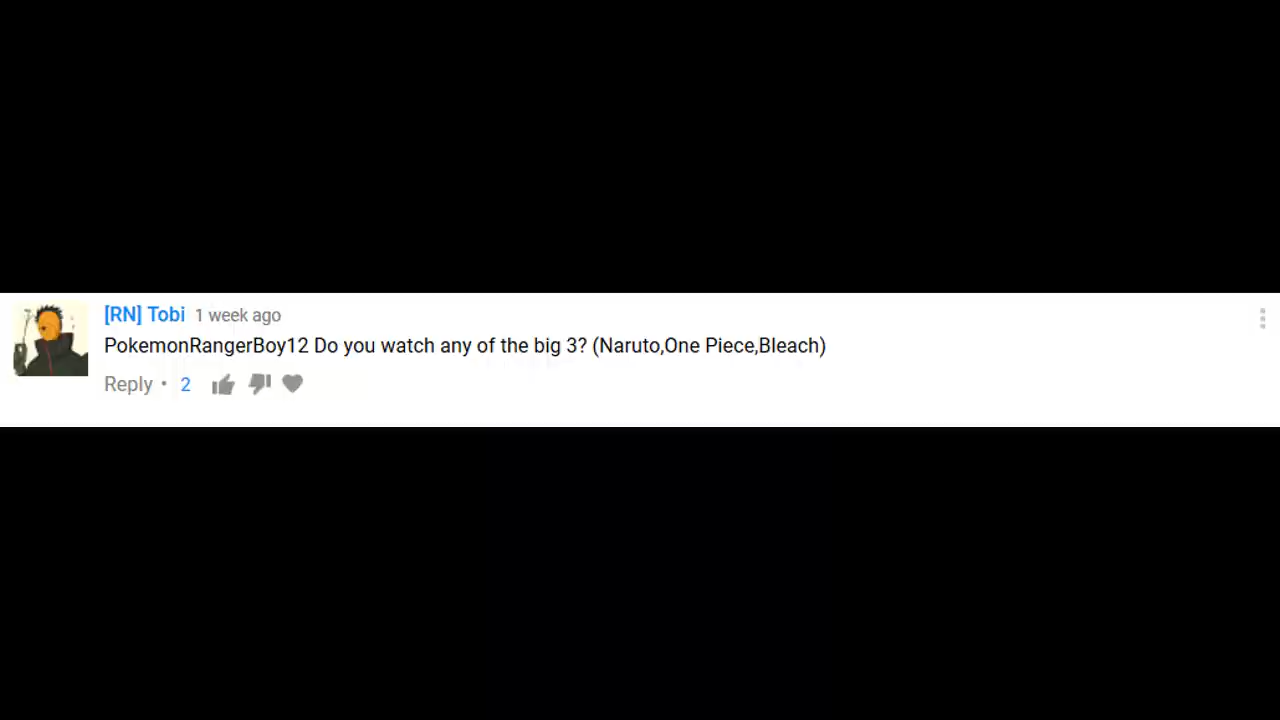 [RN] Tobi 1 week ago
PokemonRangerBoy12 Do you watch any of the big 3? (Naruto,One Piece,Bleach)
Reply • 2